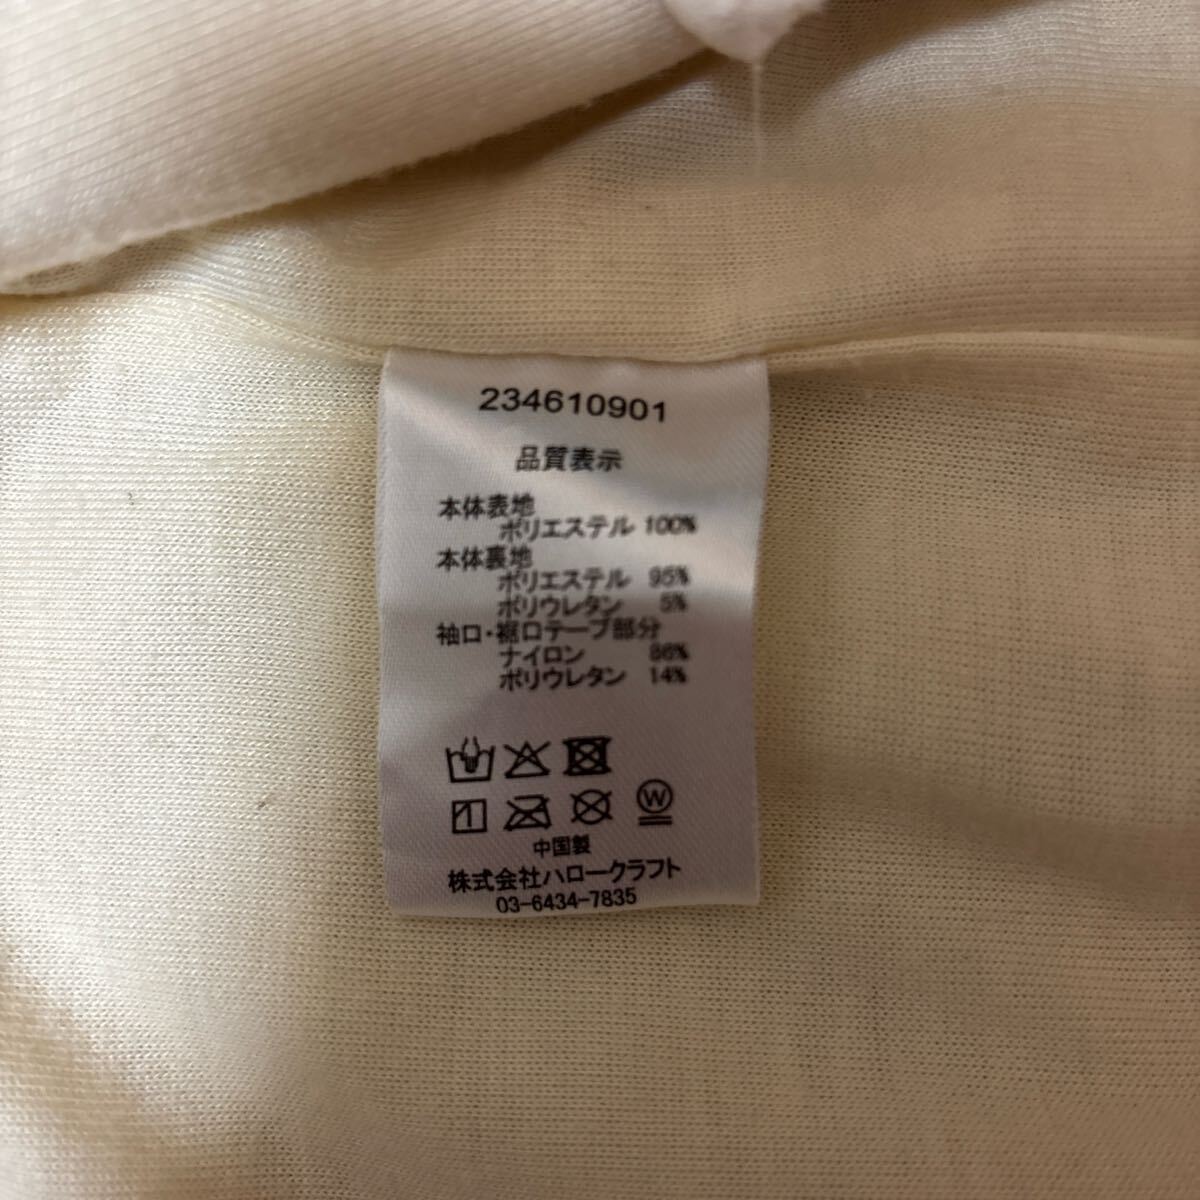 234610901
品質表示
本体表地
ポリエステル 100%
本体裏地
ポリエステル 95%
ポリウレタン 5%
袖口・裾口テープ部分
ナイロン 86%
ポリウレタン 14%
W
中国製
株式会社ハロークラフト
03-6434-7835